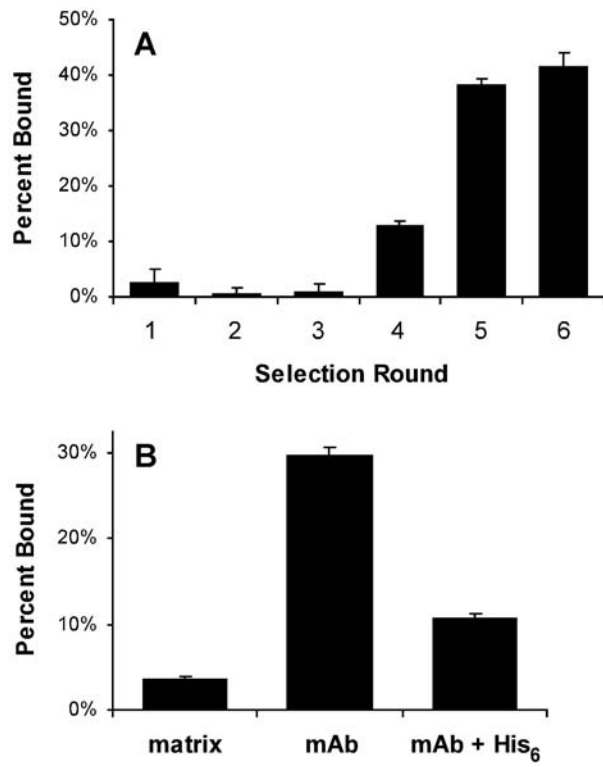 50%
A
40%
30%
20%
10%
0%
Percent Bound
1 2 3 4 5 6
Selection Round
B
30%
20%
10%
0%
Percent Bound
matrix mAb mAb + His₆